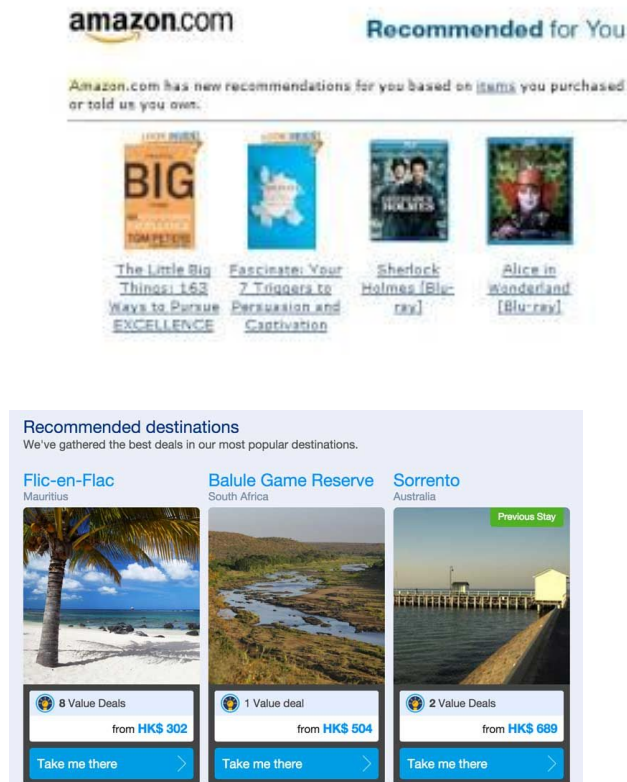 amazon.com
Recommended for You
Amazon.com has new recommendations for you based on items you purchased
or told us you own.
BIG
TOM PETERS
The Little Big
Things: 163
Ways to Pursue
EXCELLENCE
Fascinate: Your
7 Triggers to
Persuasion and
Captivation
Sherlock
Holmes [Blu-
ray]
Alice in
Wonderland
[Blu-ray]
Recommended destinations
We've gathered the best deals in our most popular destinations.
Flic-en-Flac
Mauritius
8 Value Deals
from HK$ 302
Take me there
Balule Game Reserve
South Africa
1 Value deal
from HK$ 504
Take me there
Sorrento
Australia
Previous Stay
2 Value Deals
from HK$ 689
Take me there